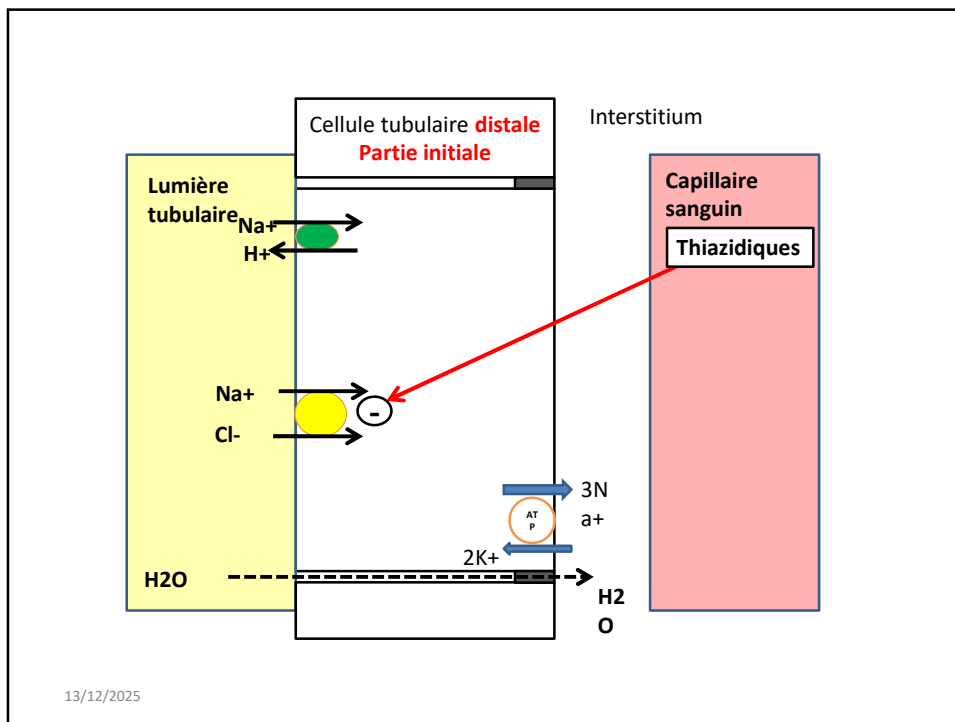 Cellule tubulaire distale
Partie initiale
Interstitium
Lumière
tubulaire
Na+
H+
Capillaire
sanguin
Thiazidiques
Na+
-
Cl-
3N
a+
AT
P
2K+
H2O
H2
O
13/12/2025